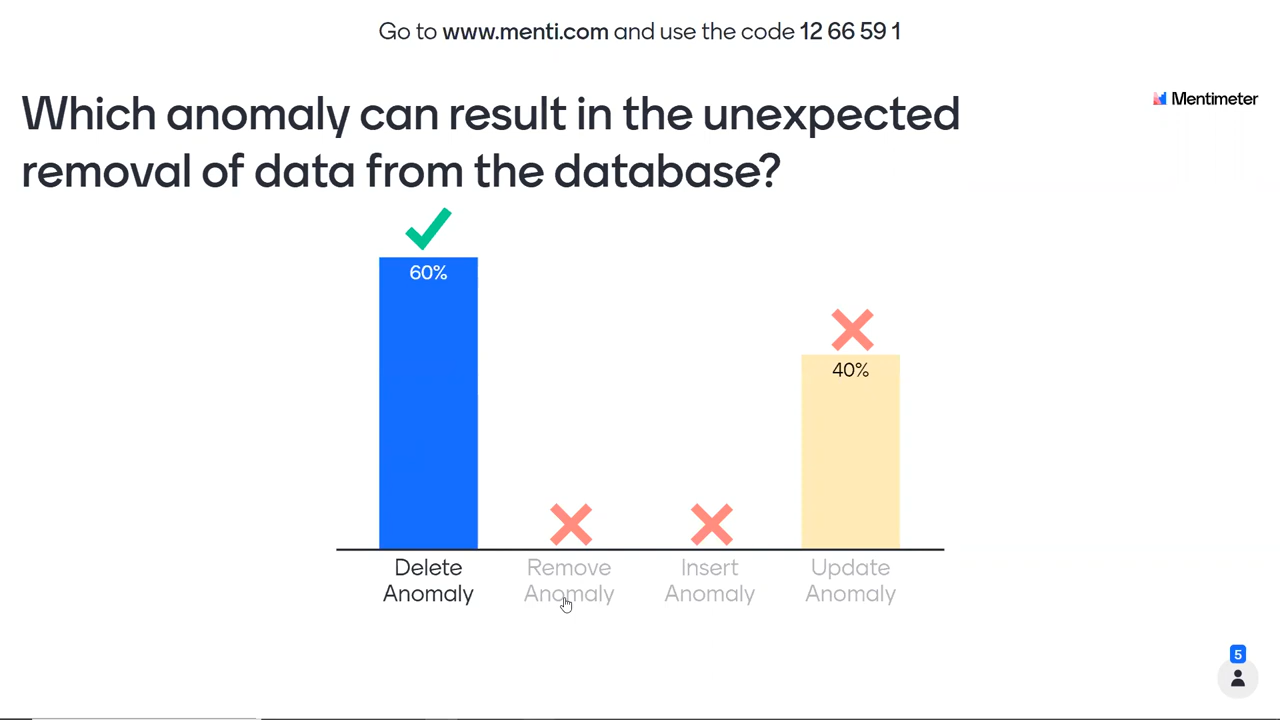 Go to www.menti.com and use the code 12 66 59 1
Mentimeter
Which anomaly can result in the unexpected
removal of data from the database?
60%
40%
Delete
Anomaly
Remove
Anomaly
Insert
Anomaly
Update
Anomaly
5